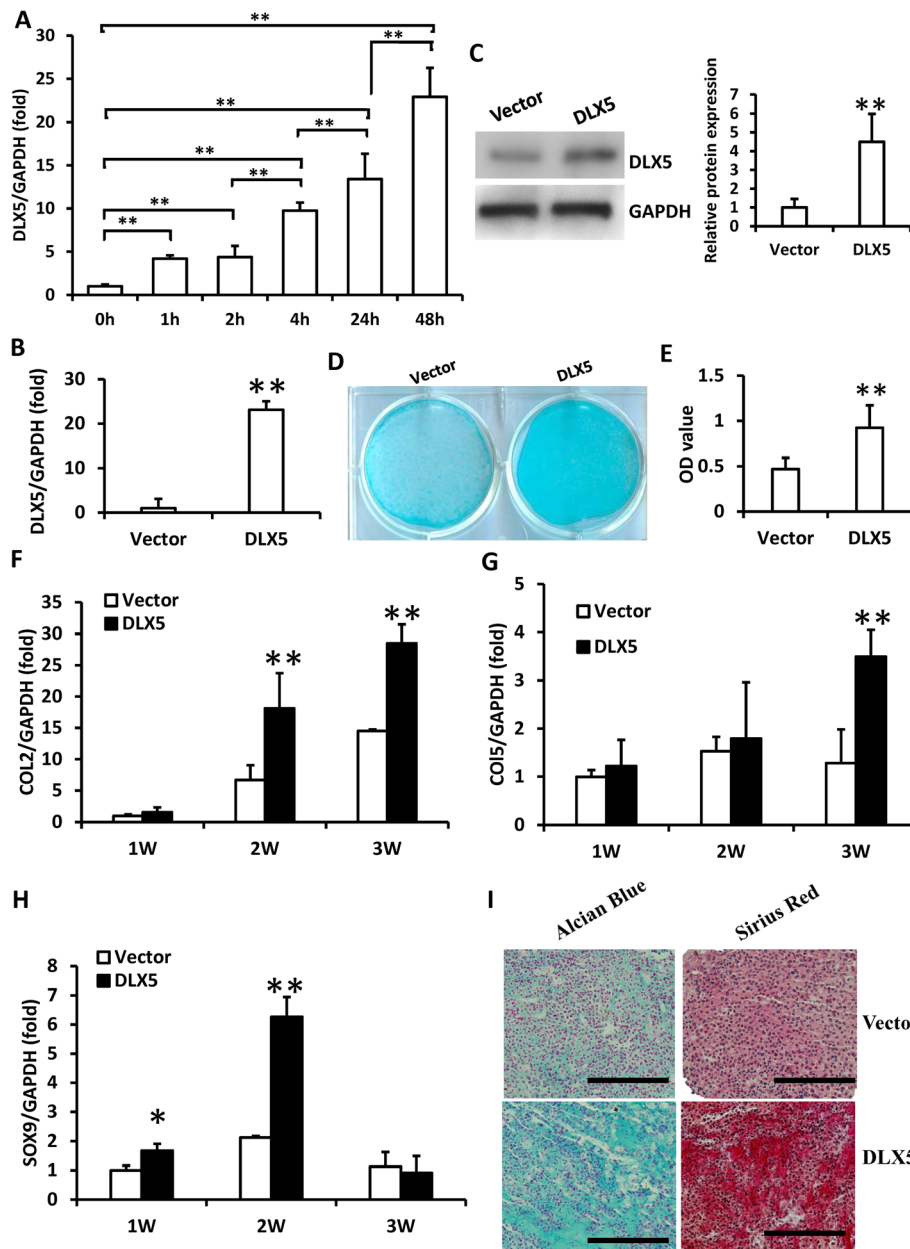 A
DLX5/GAPDH (fold)
30
25
20
15
10
5
0
**
**
**
**
**
**
**
**
0h 1h 2h 4h 24h 48h
C
Vector DLX5
DLX5
GAPDH
Relative protein expression
7
6
5
4
3
2
1
0
**
Vector DLX5
B
DLX5/GAPDH (fold)
30
20
10
0
**
Vector DLX5
D
Vector DLX5
E
OD value
1.5
1
0.5
0
**
Vector DLX5
F
Vector
DLX5
COL2/GAPDH (fold)
35
30
25
20
15
10
5
0
**
**
1W 2W 3W
G
Vector
DLX5
COl5/GAPDH (fold)
5
4
3
2
1
0
**
1W 2W 3W
H
Vector
DLX5
SOX9/GAPDH (fold)
8
7
6
5
4
3
2
1
0
*
**
1W 2W 3W
I
Alcian Blue Sirius Red
Vecto
DLX5